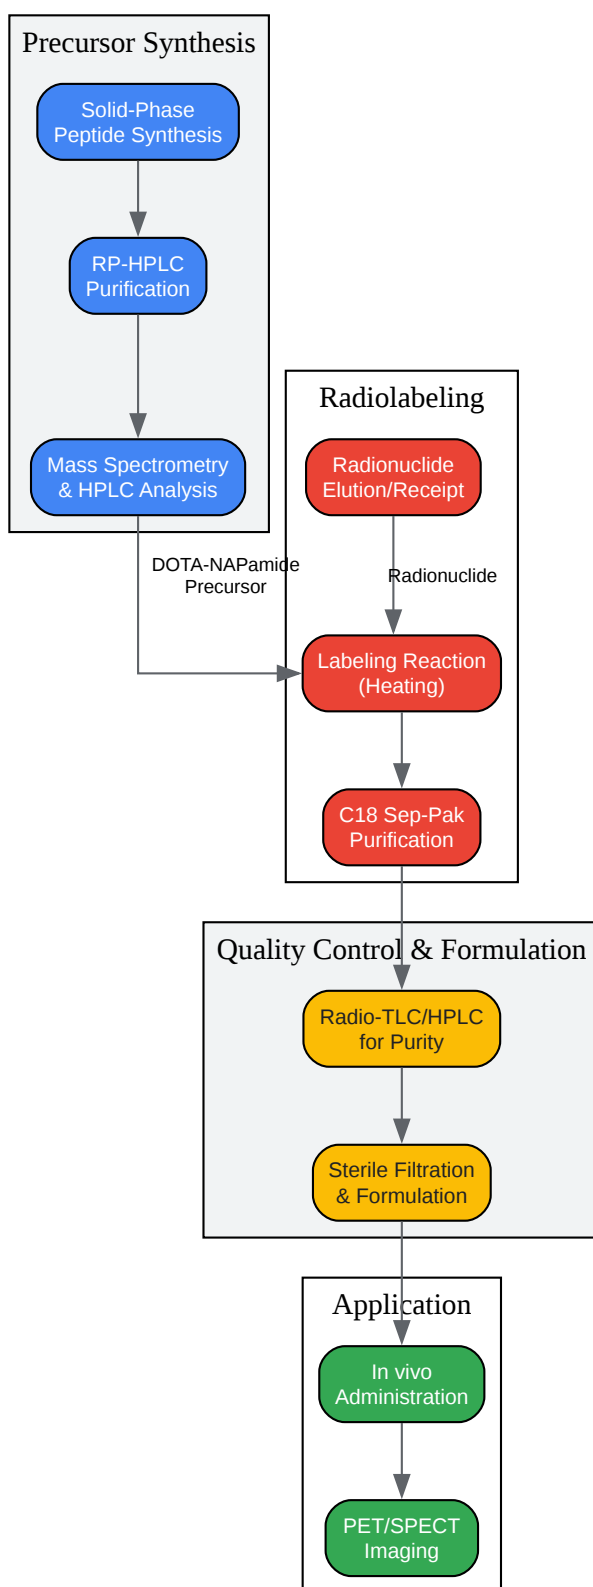 Precursor Synthesis
Solid-Phase
Peptide Synthesis
RP-HPLC
Purification
Mass Spectrometry
& HPLC Analysis
DOTA-NAPamide
Precursor
Radiolabeling
Radionuclide
Elution/Receipt
Radionuclide
Labeling Reaction
(Heating)
C18 Sep-Pak
Purification
Quality Control & Formulation
Radio-TLC/HPLC
for Purity
Sterile Filtration
& Formulation
Application
In vivo
Administration
PET/SPECT
Imaging